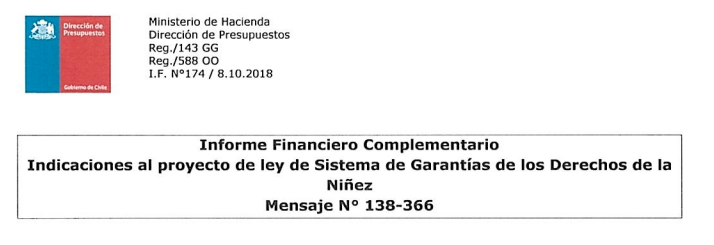 Dirección de
Presupuestos
Gobierno de Chile
Ministerio de Hacienda
Dirección de Presupuestos
Reg./143 GG
Reg./588 OO
I.F. N°174 / 8.10.2018
Informe Financiero Complementario
Indicaciones al proyecto de ley de Sistema de Garantías de los Derechos de la
Niñez
Mensaje N° 138-366